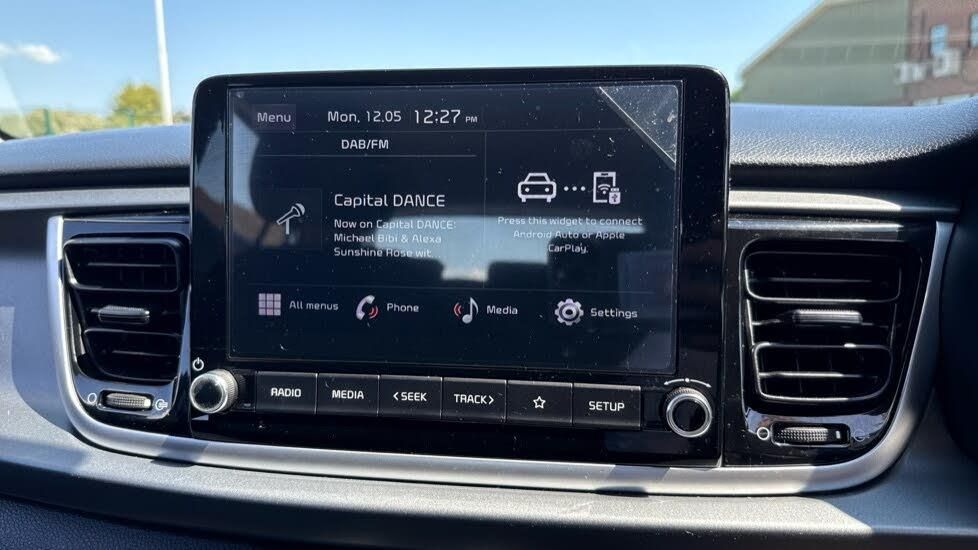 Menu
Mon, 12.05 12:27 PM
DAB/FM
Capital DANCE
Now on Capital DANCE:
Michael Bibi & Alexa
Sunshine Rose wit.
Press this widget to connect
Android Auto or Apple
CarPlay.
All menus
Phone
Media
Settings
RADIO
MEDIA
<SEEK
TRACK>
SETUP